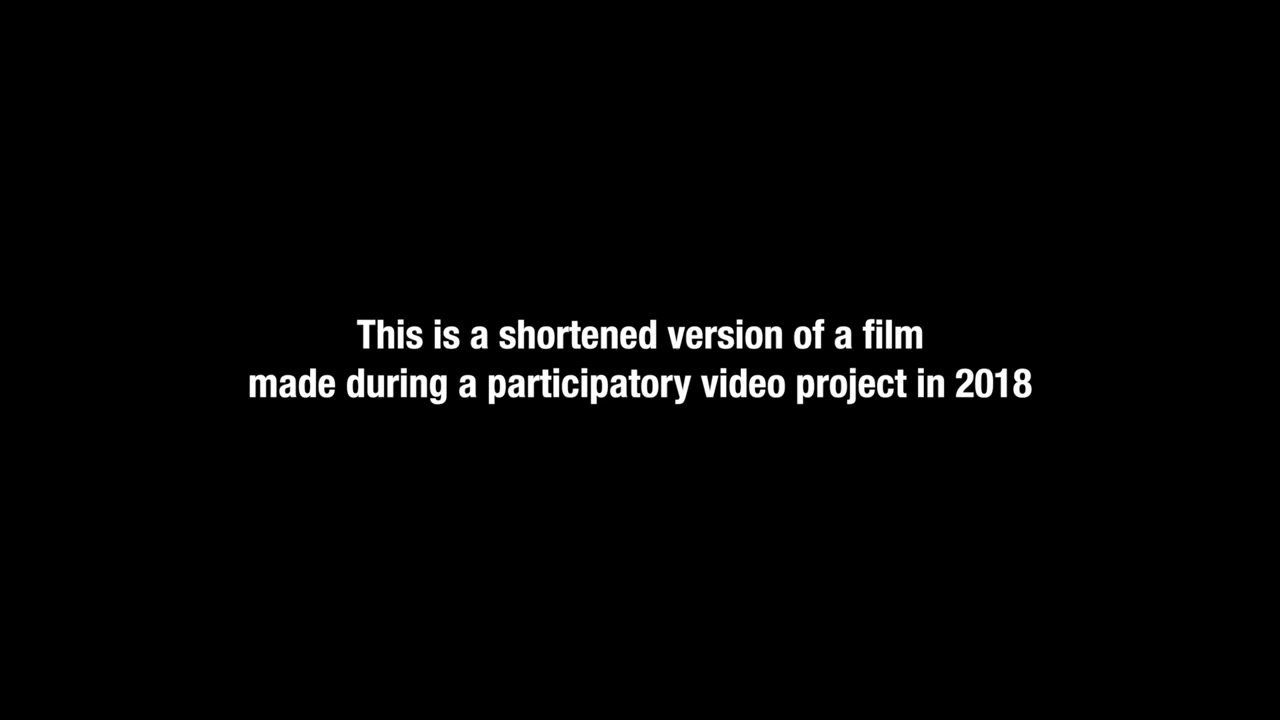 This is a shortened version of a film
made during a participatory video project in 2018